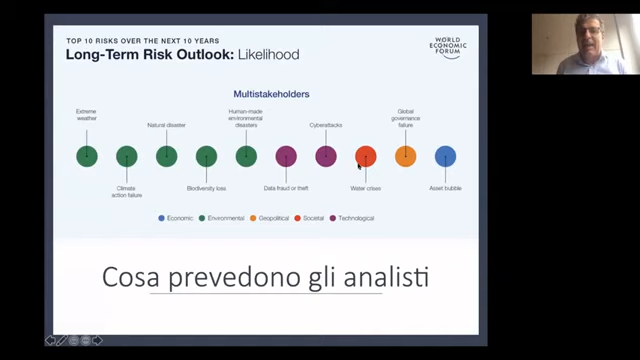 TOP 10 RISKS OVER THE NEXT 10 YEARS
Long-Term Risk Outlook: Likelihood
WORLD
ECONOMIC
FORUM
Multistakeholders
Extreme
weather
Natural disaster
Human-made
environmental
disasters
Cyberattacks
Global
governance
failure
Climate
action failure
Biodiversity loss
Data fraud or theft
Water crises
Asset bubble
Economic
Environmental
Geopolitical
Societal
Technological
Cosa prevedono gli analisti